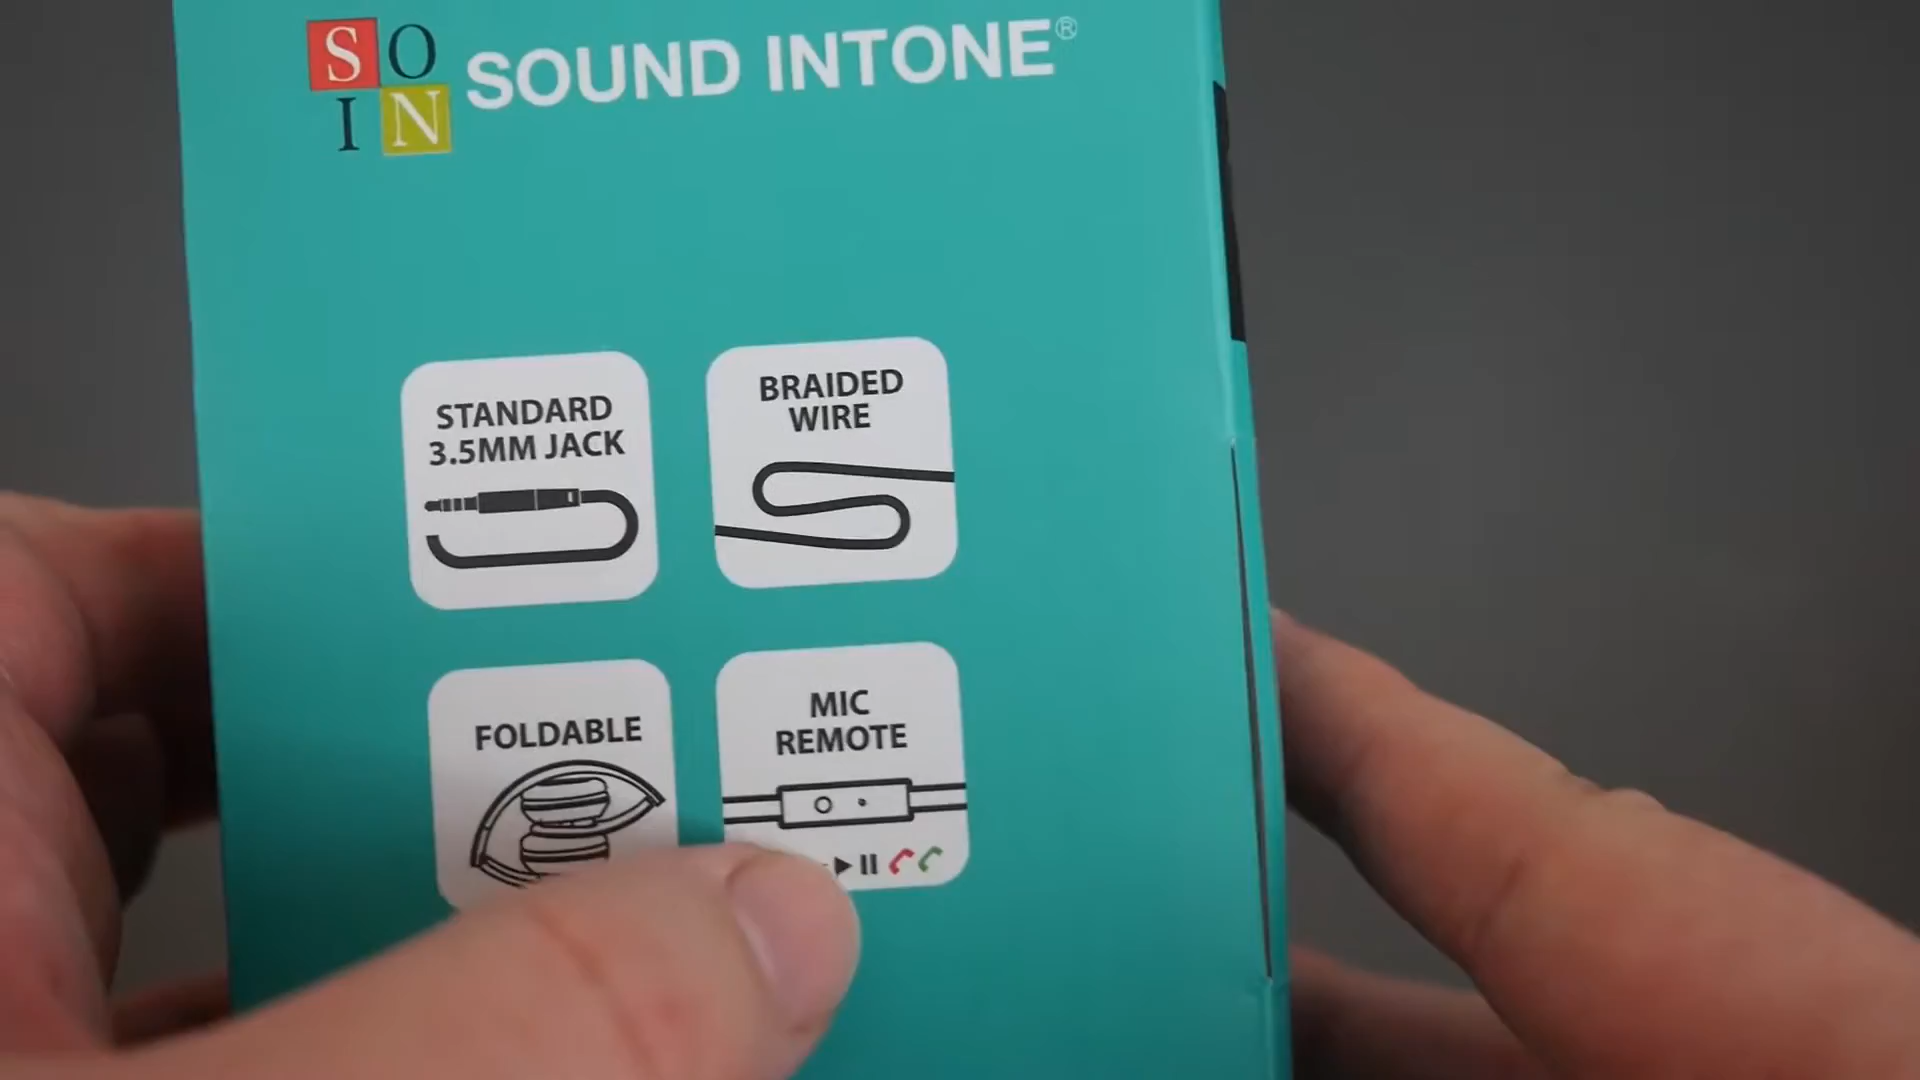 SO
IN
SOUND INTONE®
STANDARD
3.5MM JACK
BRAIDED
WIRE
FOLDABLE
MIC
REMOTE